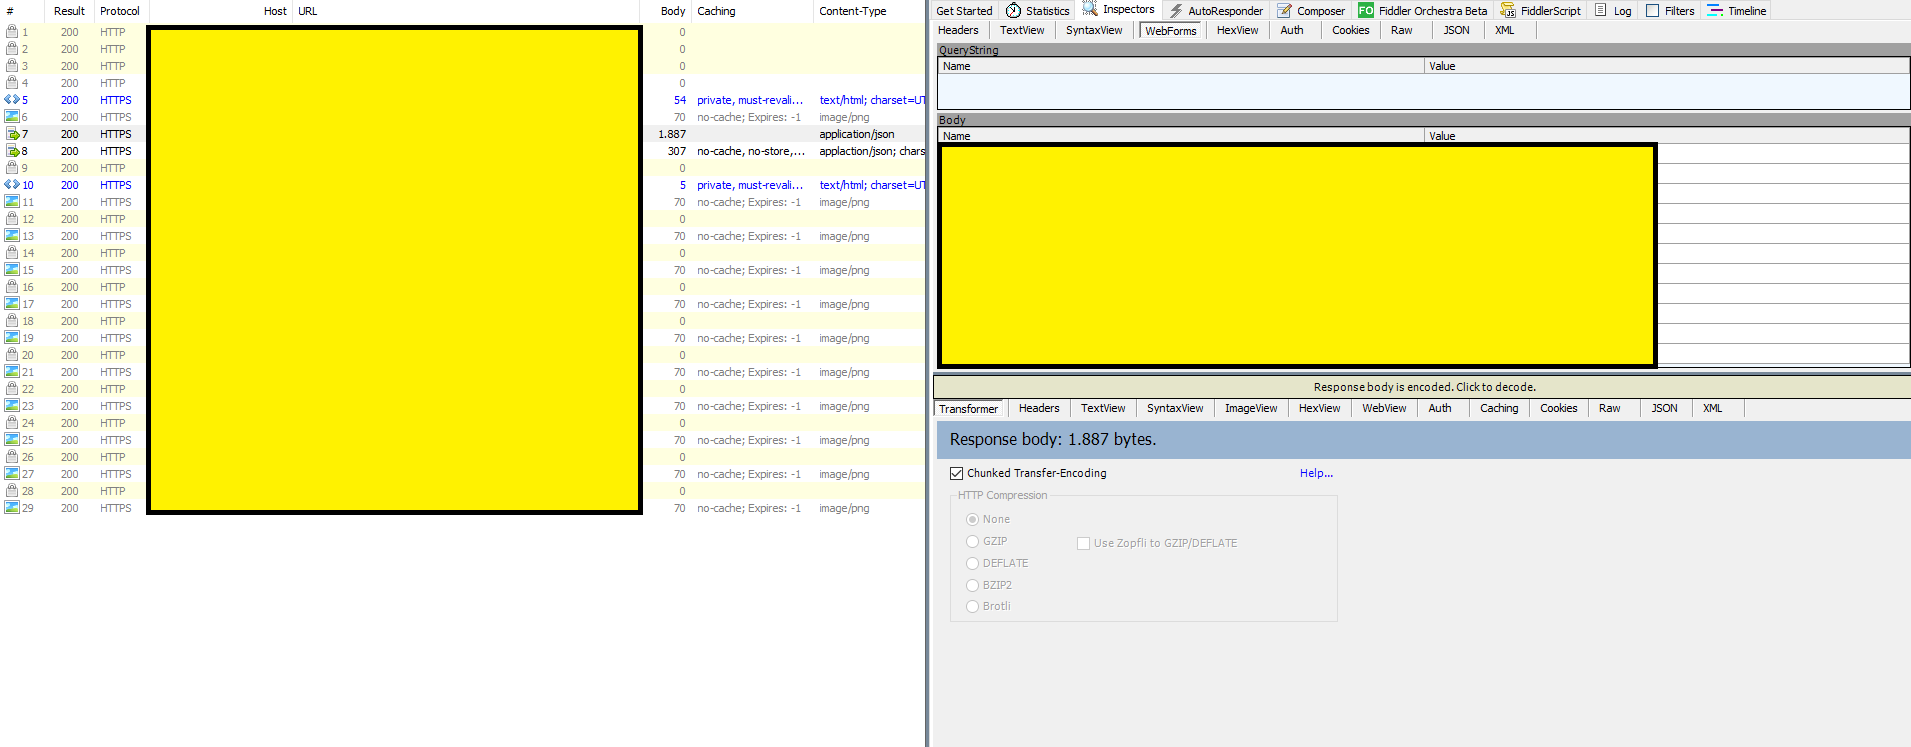 # Result Protocol Host URL Body Caching Content-Type
1 200 HTTP 0
2 200 HTTP 0
3 200 HTTP 0
4 200 HTTP 0
5 200 HTTPS 54 private, must-revali... text/html; charset=UT
6 200 HTTPS 70 no-cache; Expires: -1 image/png
7 200 HTTPS 1.887 application/json
8 200 HTTPS 307 no-cache, no-store,... applaction/json; chars
9 200 HTTP 0
10 200 HTTPS 5 private, must-revali... text/html; charset=UT
11 200 HTTPS 70 no-cache; Expires: -1 image/png
12 200 HTTP 0
13 200 HTTPS 70 no-cache; Expires: -1 image/png
14 200 HTTP 0
15 200 HTTPS 70 no-cache; Expires: -1 image/png
16 200 HTTP 0
17 200 HTTPS 70 no-cache; Expires: -1 image/png
18 200 HTTP 0
19 200 HTTPS 70 no-cache; Expires: -1 image/png
20 200 HTTP 0
21 200 HTTPS 70 no-cache; Expires: -1 image/png
22 200 HTTP 0
23 200 HTTPS 70 no-cache; Expires: -1 image/png
24 200 HTTP 0
25 200 HTTPS 70 no-cache; Expires: -1 image/png
26 200 HTTP 0
27 200 HTTPS 70 no-cache; Expires: -1 image/png
28 200 HTTP 0
29 200 HTTPS 70 no-cache; Expires: -1 image/png
Get Started Statistics Inspectors AutoResponder Composer FO Fiddler Orchestra Beta FiddlerScript Log Filters Timeline
Headers TextView SyntaxView WebForms HexView Auth Cookies Raw JSON XML
QueryString
Name Value
Body
Name Value
Response body is encoded. Click to decode.
Transformer Headers TextView SyntaxView ImageView HexView WebView Auth Caching Cookies Raw JSON XML
Response body: 1.887 bytes.
Chunked Transfer-Encoding Help...
HTTP Compression
None
GZIP Use Zopfli to GZIP/DEFLATE
DEFLATE
BZIP2
Brotli